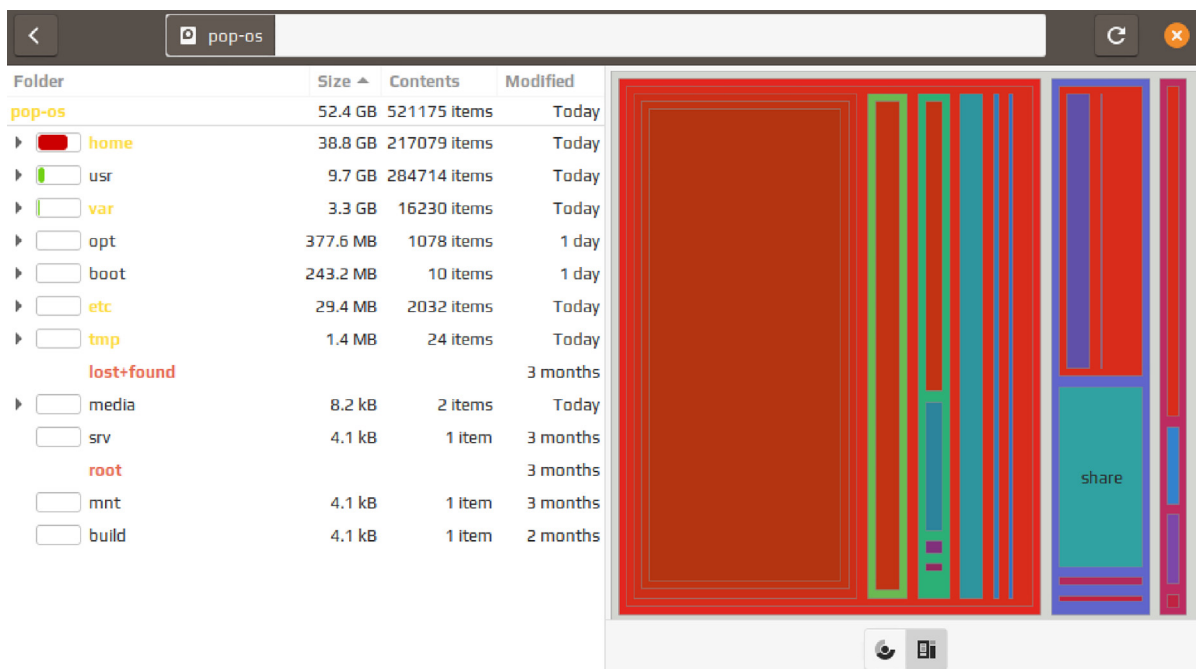 pop-os
Folder Size Contents Modified
pop-os 52.4 GB 521175 items Today
home 38.8 GB 217079 items Today
usr 9.7 GB 284714 items Today
var 3.3 GB 16230 items Today
opt 377.6 MB 1078 items 1 day
boot 243.2 MB 10 items 1 day
etc 29.4 MB 2032 items Today
tmp 1.4 MB 24 items Today
lost+found 3 months
media 8.2 kB 2 items Today
srv 4.1 kB 1 item 3 months
root 3 months
mnt 4.1 kB 1 item 3 months
build 4.1 kB 1 item 2 months
share